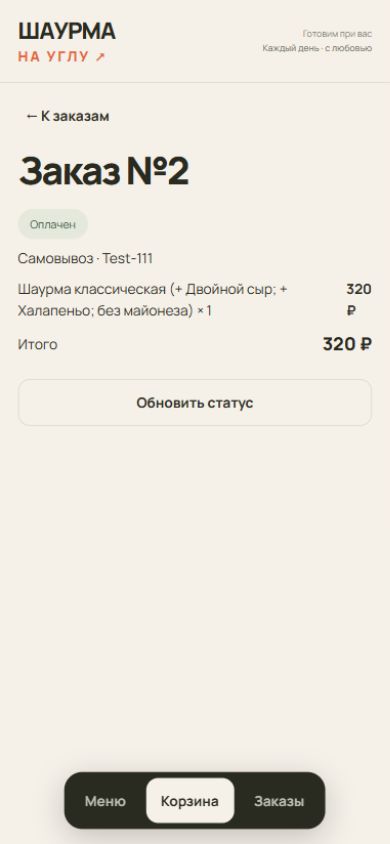 ШАУРМА
НА УГЛУ ↗
Готовим при вас
Каждый день · с любовью
← К заказам
Заказ №2
Оплачен
Самовывоз · Test-111
Шаурма классическая (+ Двойной сыр; + 320
Халапеньо; без майонеза) × 1 ₽
Итого 320 ₽
Обновить статус
Меню Корзина Заказы